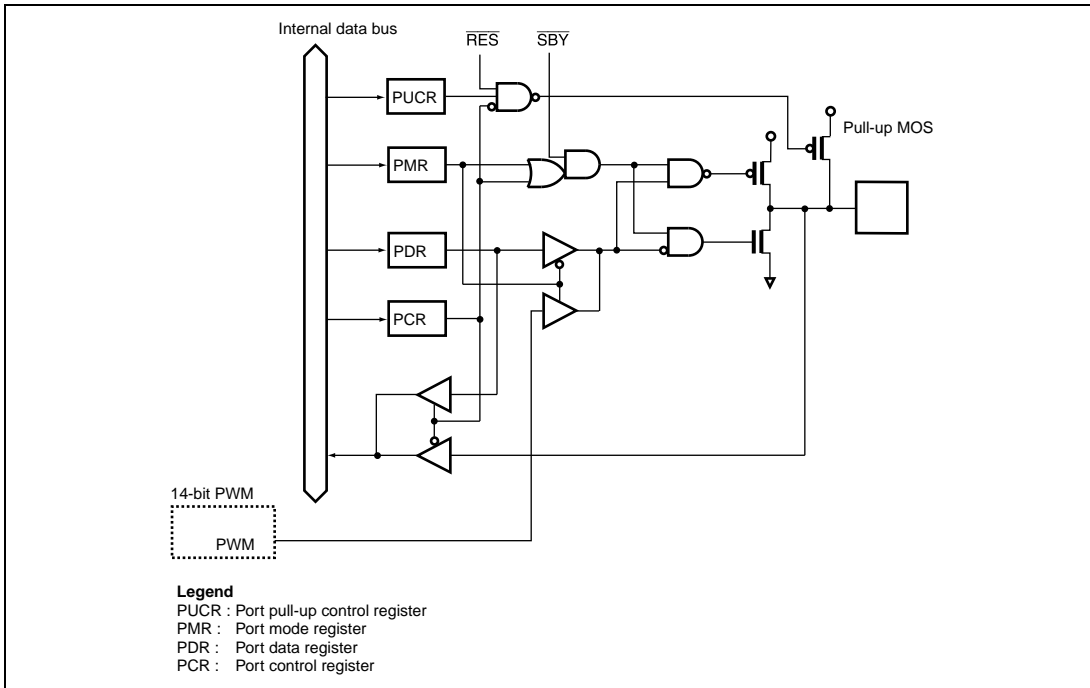 Internal data bus
RES
SBY
PUCR
Pull-up MOS
PMR
PDR
PCR
14-bit PWM
PWM
Legend
PUCR : Port pull-up control register
PMR : Port mode register
PDR : Port data register
PCR : Port control register